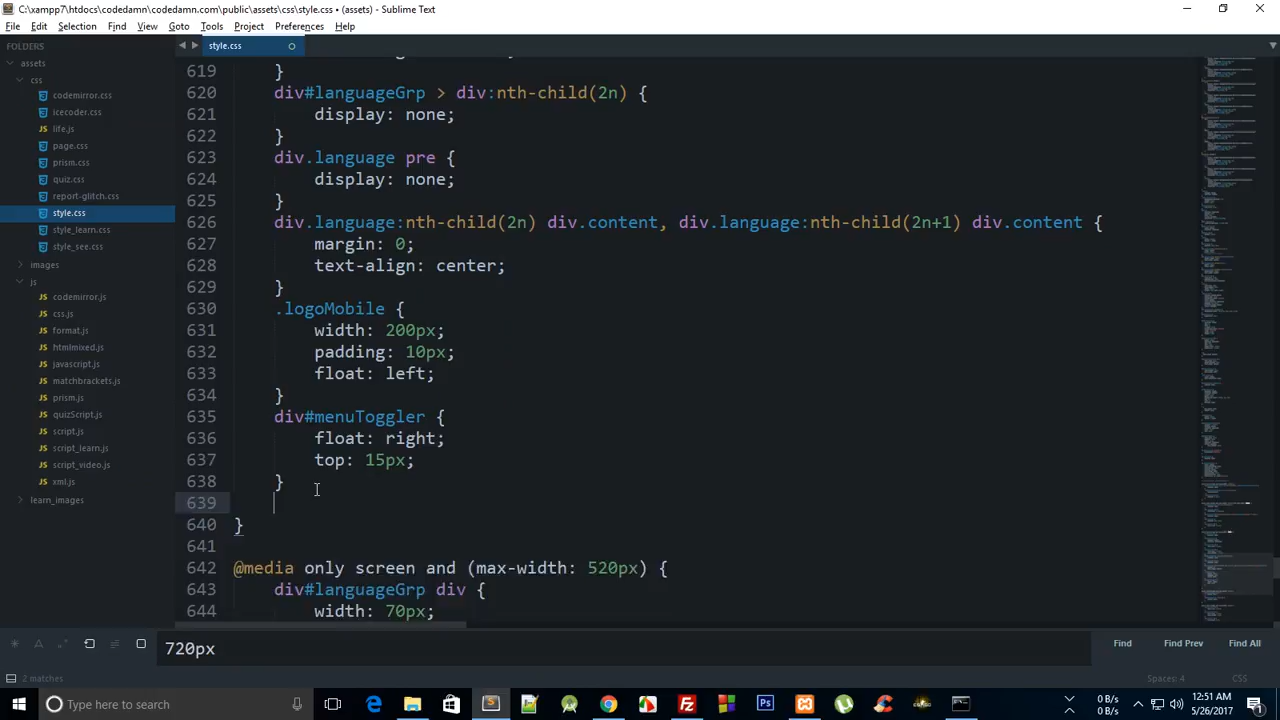 C:\xampp7\htdocs\codedamn\codedamn.com\public\assets\css\style.css • (assets) - Sublime Text
File Edit Selection Find View Goto Tools Project Preferences Help
FOLDERS
assets
css
codemirror.css
icecoder.css
life.js
page.css
prism.css
quiz.css
report-glitch.css
style.css
style_learn.css
style_see.css
images
js
codemirror.js
css.js
format.js
htmlmixed.js
javascript.js
matchbrackets.js
prism.js
quizScript.js
script.js
script_learn.js
script_video.js
xml.js
learn_images
style.css
619 }
620 div#languageGrp > div:nth-child(2n) {
621 display: none;
622 }
623 div.language pre {
624 display: none;
625 }
626 div.language:nth-child(2n) div.content, div.language:nth-child(2n+1) div.content {
627 margin: 0;
628 text-align: center;
629 }
630 .logoMobile {
631 width: 200px;
632 padding: 10px;
633 float: left;
634 }
635 div#menuToggler {
636 float: right;
637 top: 15px;
638 }
639
640 }
641
642 @media only screen and (max-width: 520px) {
643 div#languageGrp div {
644 width: 70px;
720px
Find Find Prev Find All
2 matches Spaces: 4 CSS
Type here to search
0 B/s
0 B/s
12:51 AM
5/26/2017